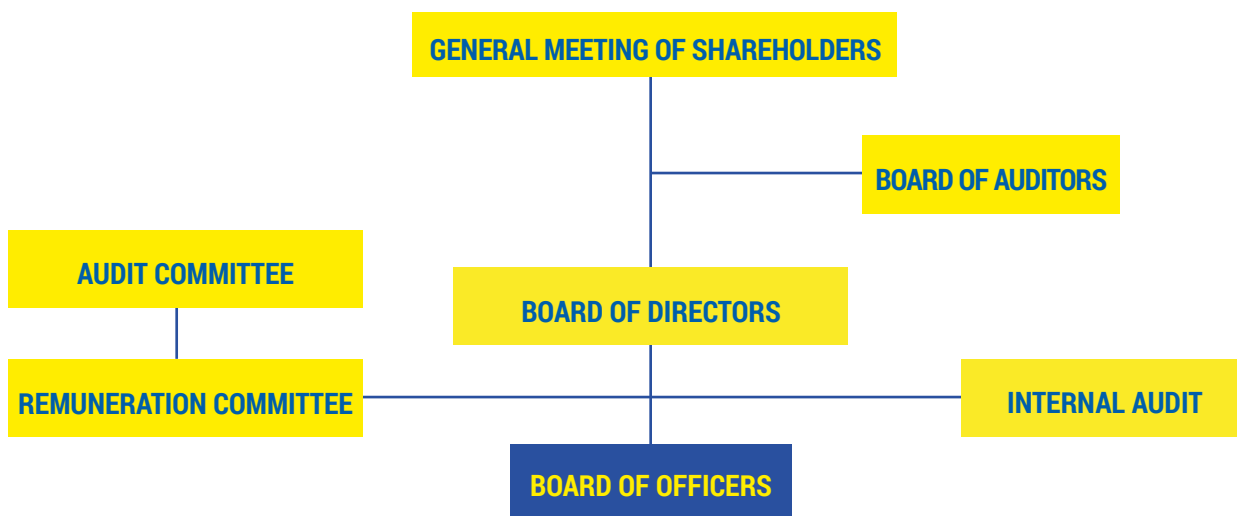 GENERAL MEETING OF SHAREHOLDERS
BOARD OF AUDITORS
AUDIT COMMITTEE
BOARD OF DIRECTORS
REMUNERATION COMMITTEE
INTERNAL AUDIT
BOARD OF OFFICERS